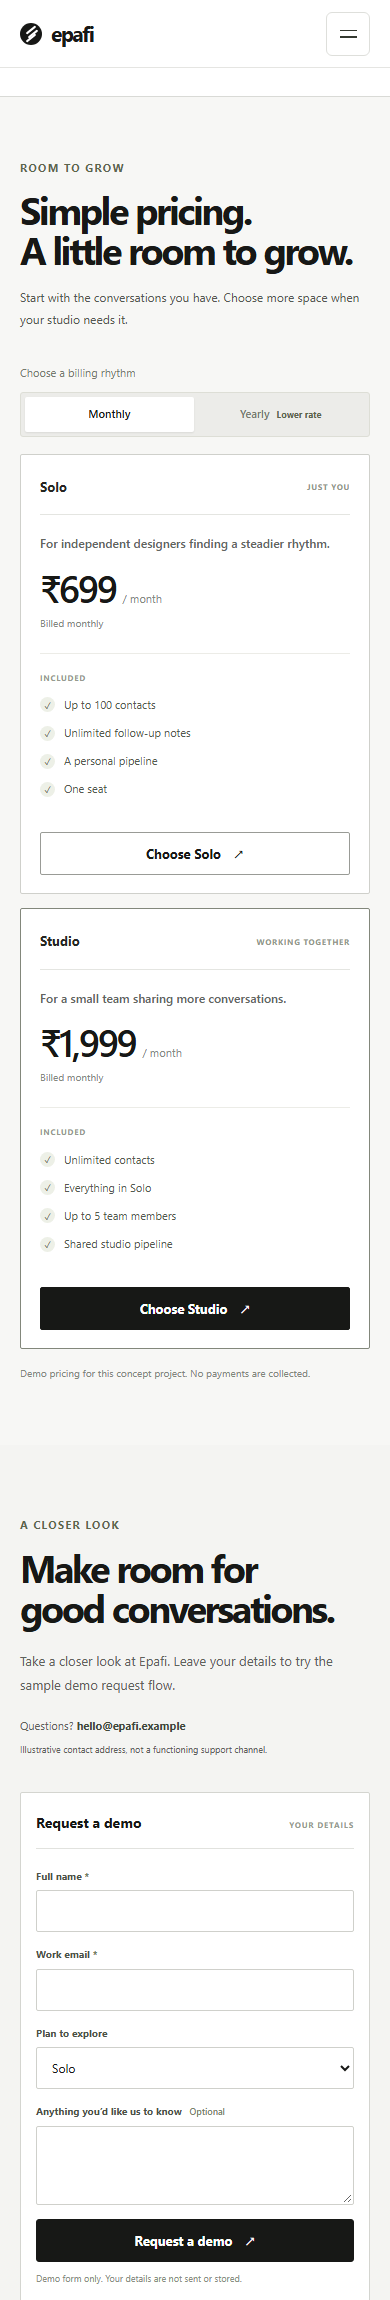 epafi
ROOM TO GROW
Simple pricing.
A little room to grow.
Start with the conversations you have. Choose more space when
your studio needs it.
Choose a billing rhythm
Monthly
Yearly Lower rate
Solo
JUST YOU
For independent designers finding a steadier rhythm.
₹699 / month
Billed monthly
INCLUDED
✓ Up to 100 contacts
✓ Unlimited follow-up notes
✓ A personal pipeline
✓ One seat
Choose Solo ↗
Studio
WORKING TOGETHER
For a small team sharing more conversations.
₹1,999 / month
Billed monthly
INCLUDED
✓ Unlimited contacts
✓ Everything in Solo
✓ Up to 5 team members
✓ Shared studio pipeline
Choose Studio ↗
Demo pricing for this concept project. No payments are collected.
A CLOSER LOOK
Make room for
good conversations.
Take a closer look at Epafi. Leave your details to try the
sample demo request flow.
Questions? hello@epafi.example
Illustrative contact address, not a functioning support channel.
Request a demo
YOUR DETAILS
Full name *
Work email *
Plan to explore
Solo
Anything you'd like us to know Optional
Request a demo ↗
Demo form only. Your details are not sent or stored.